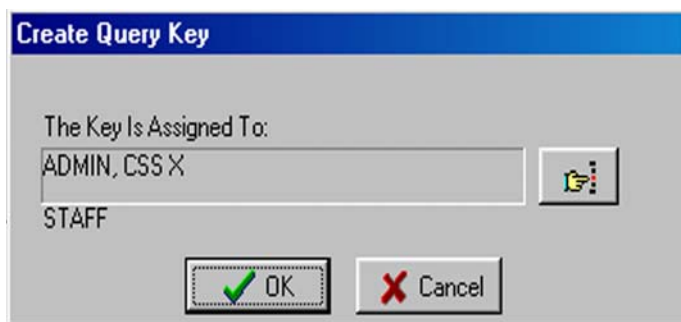 Create Query Key
The Key Is Assigned To:
ADMIN, CSS X
STAFF
OK
Cancel